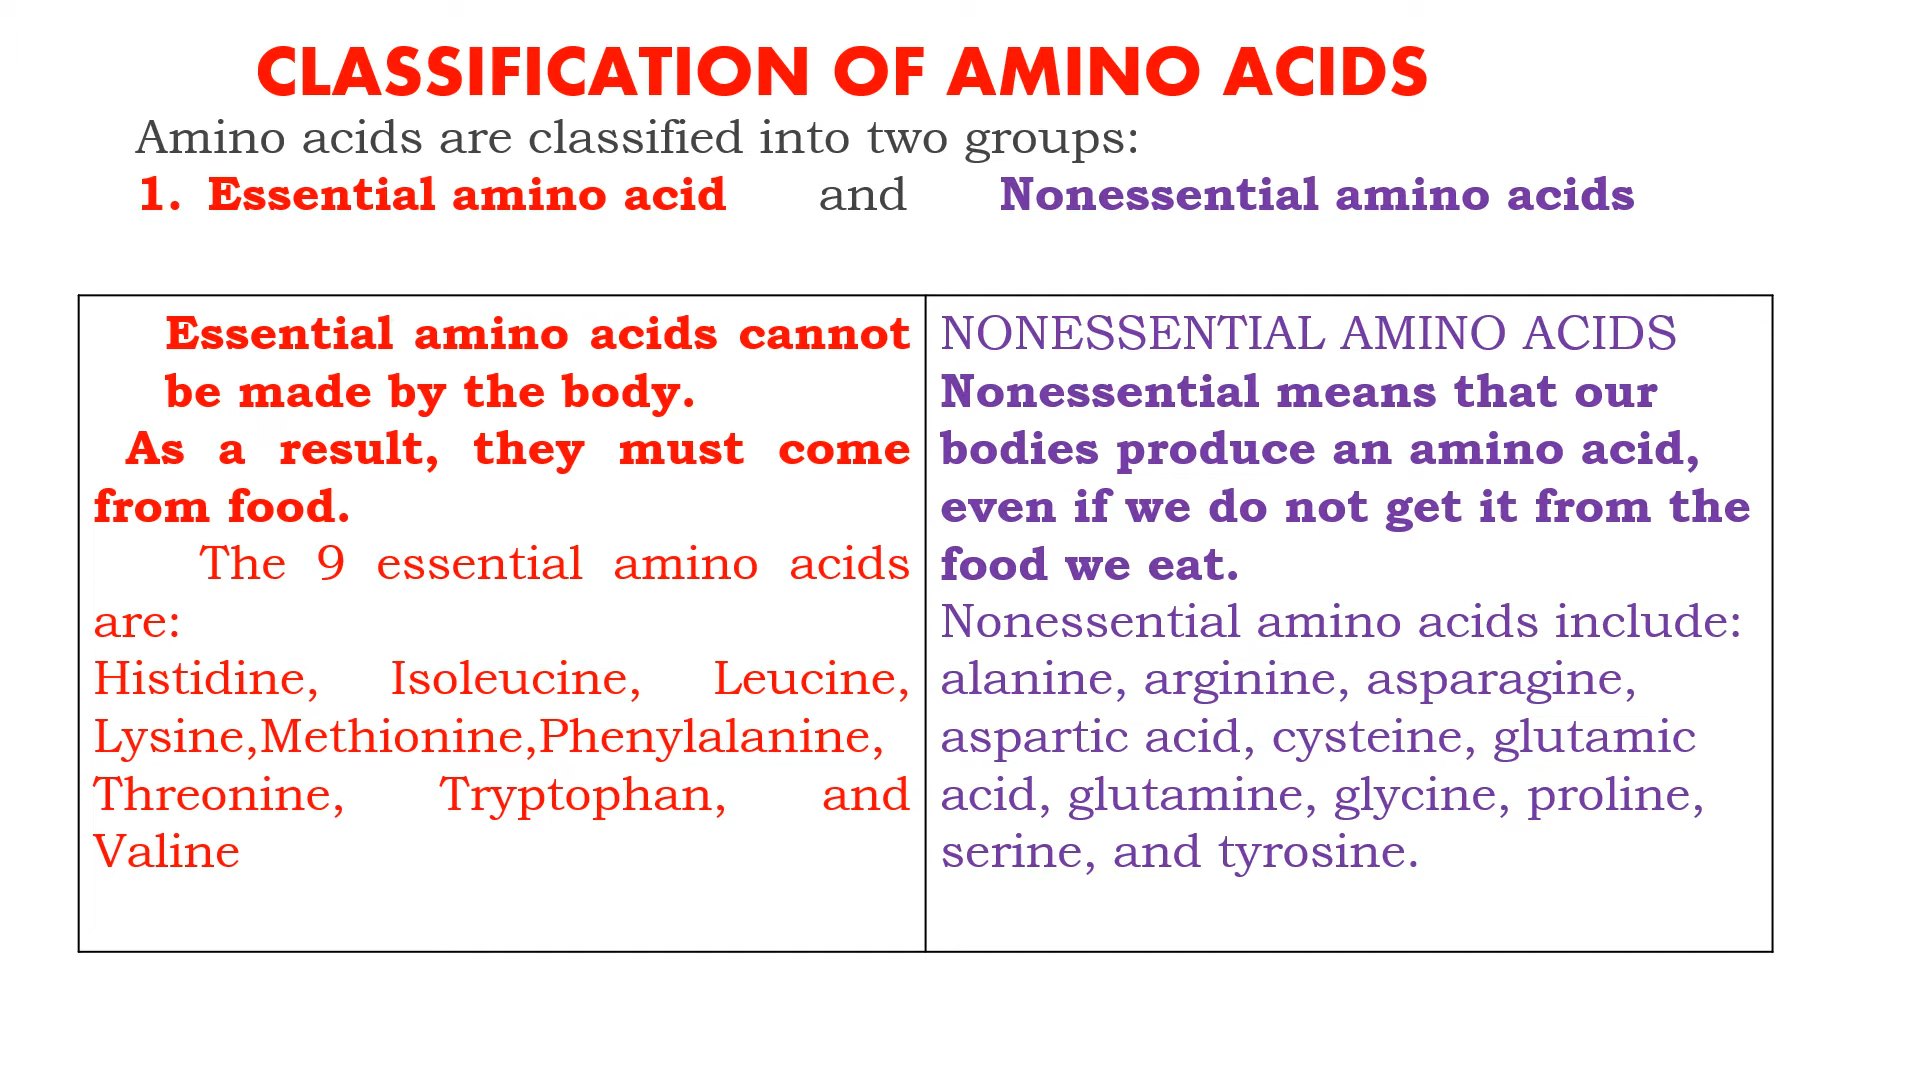 CLASSIFICATION OF AMINO ACIDS
Amino acids are classified into two groups:
1. Essential amino acid and Nonessential amino acids
Essential amino acids cannot
be made by the body.
As a result, they must come
from food.
The 9 essential amino acids
are:
Histidine, Isoleucine, Leucine,
Lysine,Methionine,Phenylalanine,
Threonine, Tryptophan, and
Valine
NONESSENTIAL AMINO ACIDS
Nonessential means that our
bodies produce an amino acid,
even if we do not get it from the
food we eat.
Nonessential amino acids include:
alanine, arginine, asparagine,
aspartic acid, cysteine, glutamic
acid, glutamine, glycine, proline,
serine, and tyrosine.